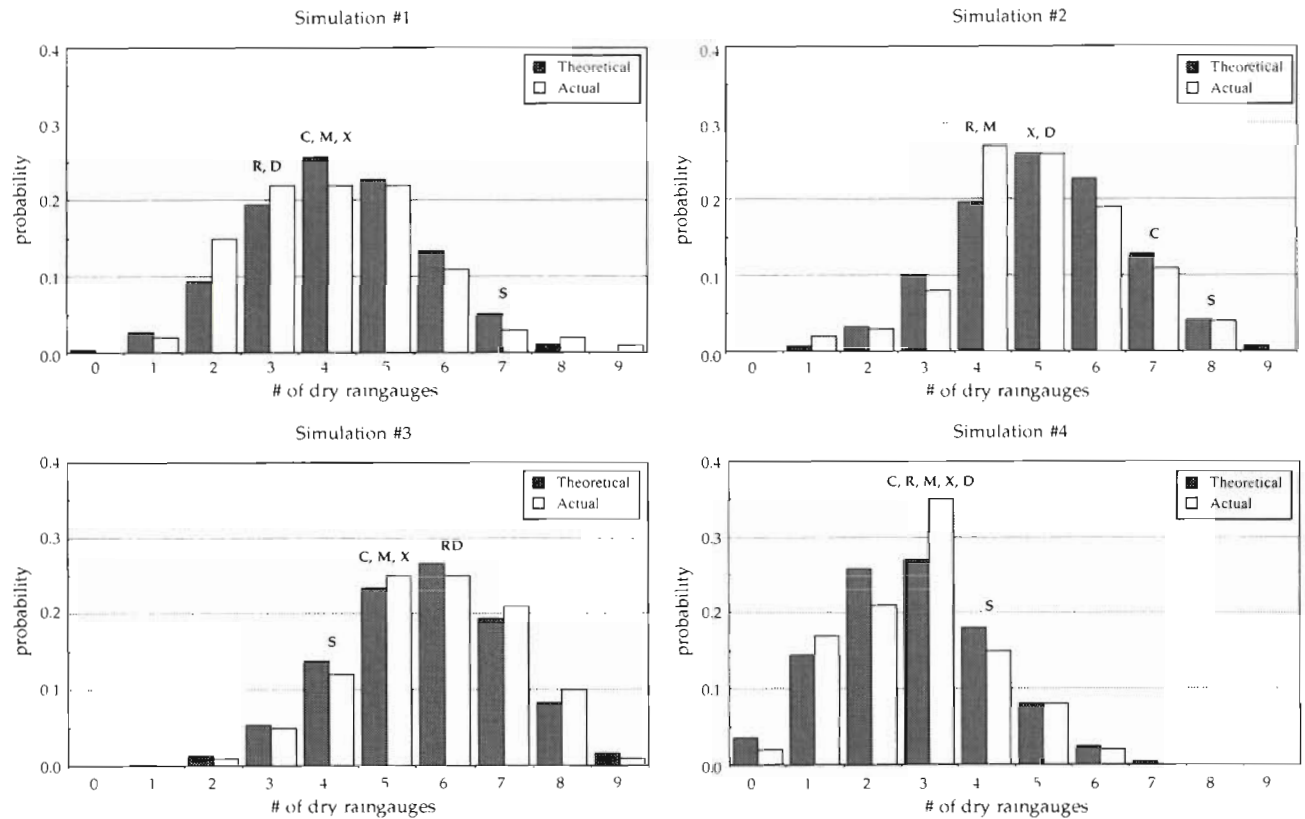 Simulation #1
0.4
Theoretical
Actual
0.3
C, M, X
R, D
probability
0.2
0.1
S
0.0
0 1 2 3 4 5 6 7 8 9
# of dry raingauges
Simulation #2
0.4
Theoretical
Actual
0.3
R, M
X, D
probability
0.2
C
0.1
S
0.0
0 1 2 3 4 5 6 7 8 9
# of dry raingauges
Simulation #3
0.4
Theoretical
Actual
0.3
RD
C, M, X
probability
0.2
S
0.1
0.0
0 1 2 3 4 5 6 7 8 9
# of dry raingauges
Simulation #4
0.4
C, R, M, X, D
Theoretical
Actual
0.3
probability
0.2
S
0.1
0.0
0 1 2 3 4 5 6 7 8 9
# of dry raingauges